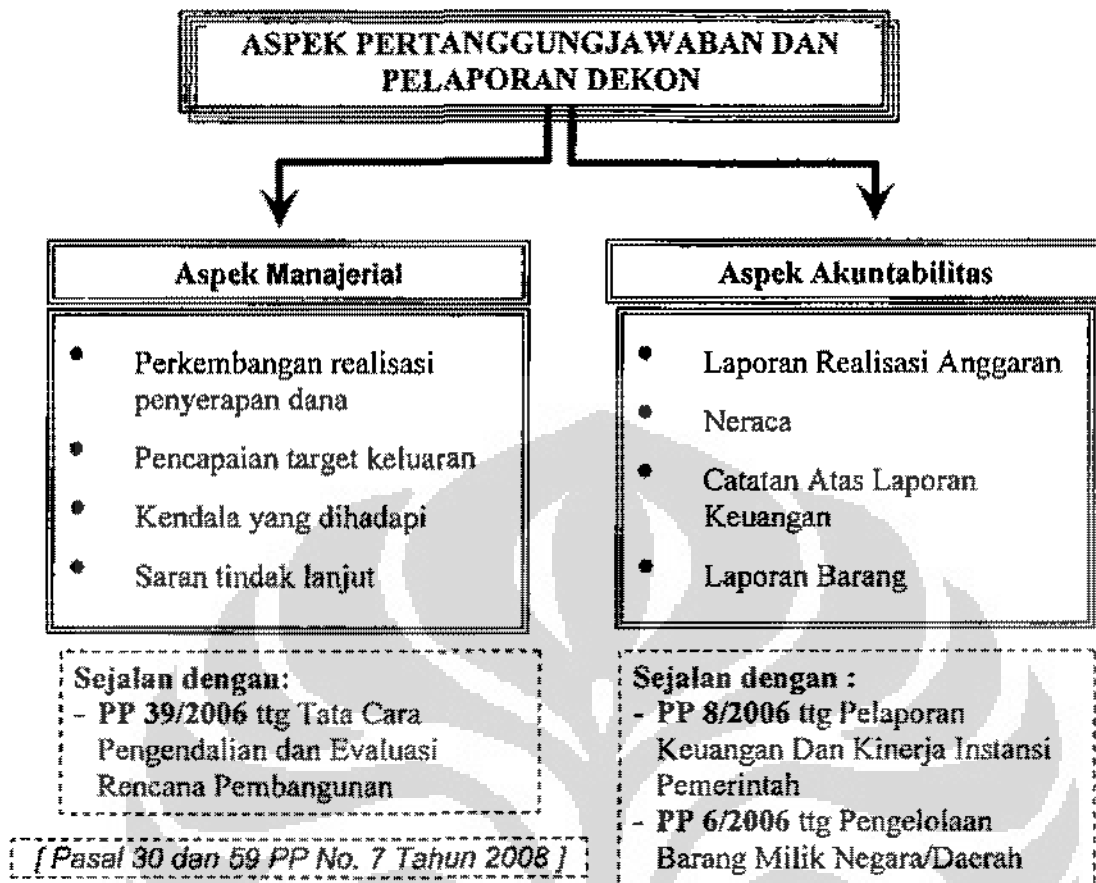 ASPEK PERTANGGUNGJAWABAN DAN
PELAPORAN DEKON
Aspek Manajerial
• Perkembangan realisasi
penyerapan dana
• Pencapaian target keluaran
• Kendala yang dihadapi
• Saran tindak lanjut
Sejalan dengan:
- PP 39/2006 ttg Tata Cara
Pengendalian dan Evaluasi
Rencana Pembangunan
[ Pasal 30 dan 59 PP No. 7 Tahun 2008 ]
Aspek Akuntabilitas
• Laporan Realisasi Anggaran
• Neraca
• Catatan Atas Laporan
Keuangan
• Laporan Barang
Sejalan dengan :
- PP 8/2006 ttg Pelaporan
Keuangan Dan Kinerja Instansi
Pemerintah
- PP 6/2006 ttg Pengelolaan
Barang Milik Negara/Daerah